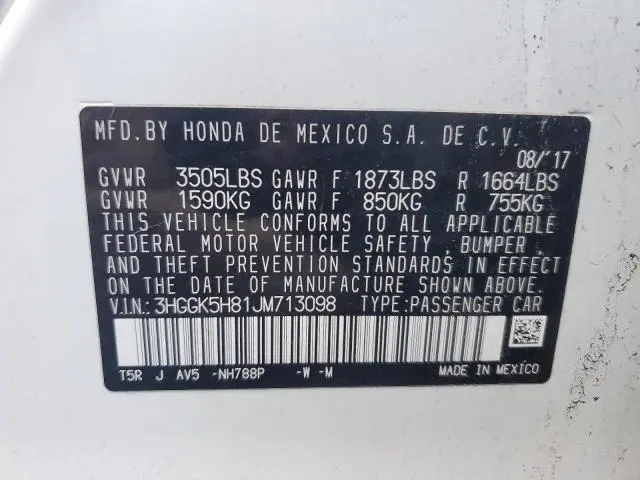 MFD.BY HONDA DE MEXICO S.A. DE C.V.
08/'17
GVWR 3505LBS GAWR F 1873LBS R 1664LBS
GVWR 1590KG GAWR F 850KG R 755KG
THIS VEHICLE CONFORMS TO ALL APPLICABLE
FEDERAL MOTOR VEHICLE SAFETY, BUMPER,
AND THEFT PREVENTION STANDARDS IN EFFECT
ON THE DATE OF MANUFACTURE SHOWN ABOVE.
V.I.N.: 3HGGK5H81JM713098 TYPE:PASSENGER CAR
T5R J AV5 -NH788P -W -M
MADE IN MEXICO